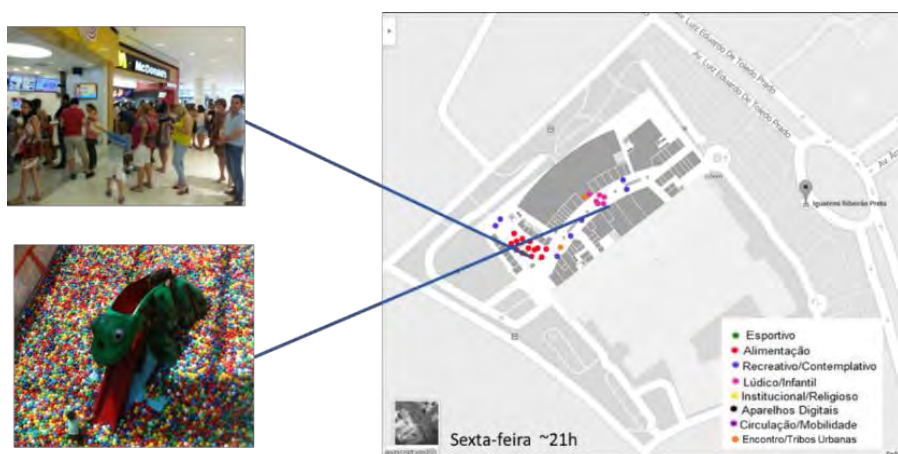 McDonald's
Av. Luiz Eduardo De Toledo Prado
Av. Luiz Eduardo De Toledo Prado
Iguatemi Ribeirão Preto
Esportivo
Alimentação
Recreativo/Contemplativo
Lúdico/Infantil
Institucional/Religioso
Aparelhos Digitais
Circulação/Mobilidade
Encontro/Tribos Urbanas
Sexta-feira ~21h